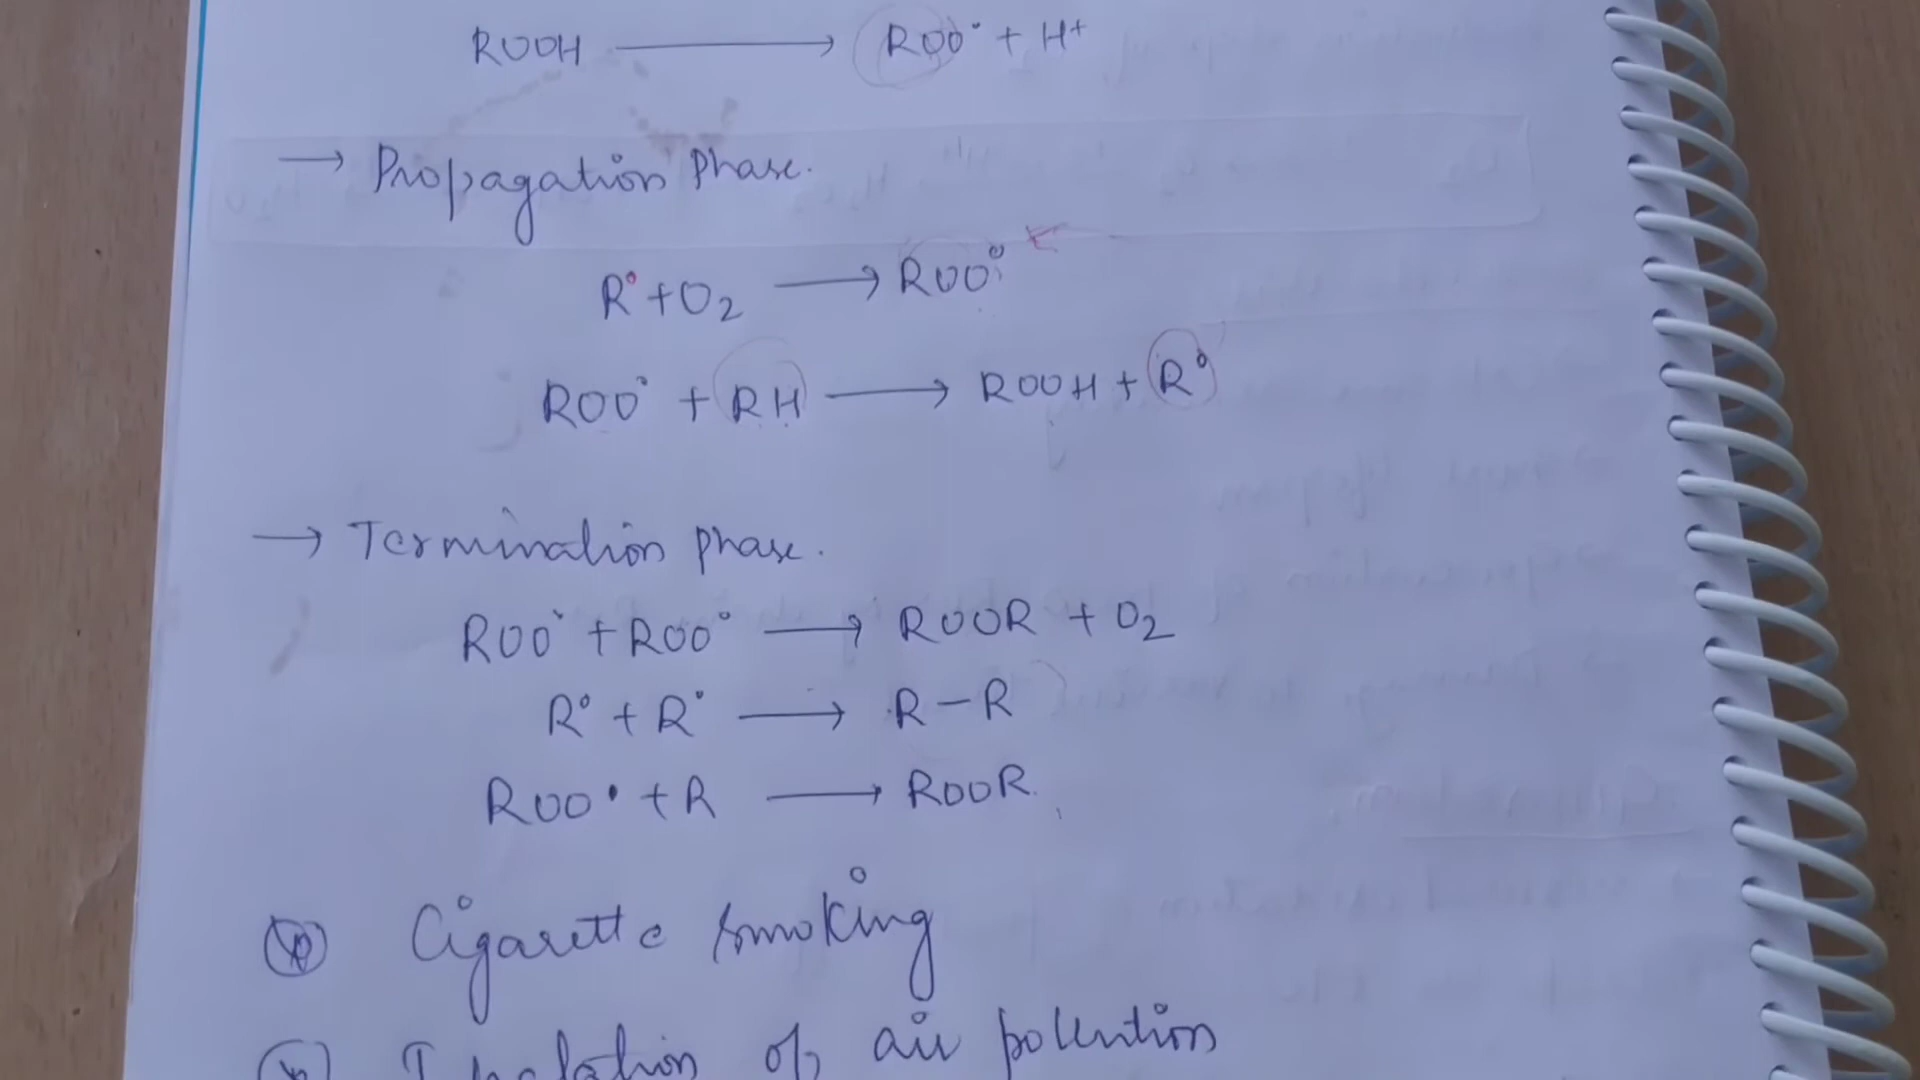 ROOH ⟶ ROO° + H+
→ Propagation Phase.
R° + O2 ⟶ ROO°
ROO° + RH ⟶ ROOH + R°
→ Termination phase.
ROO° + ROO° ⟶ ROOR + O2
R° + R° ⟶ R–R
ROO• + R ⟶ ROOR.
Cigarette smoking
of air polution